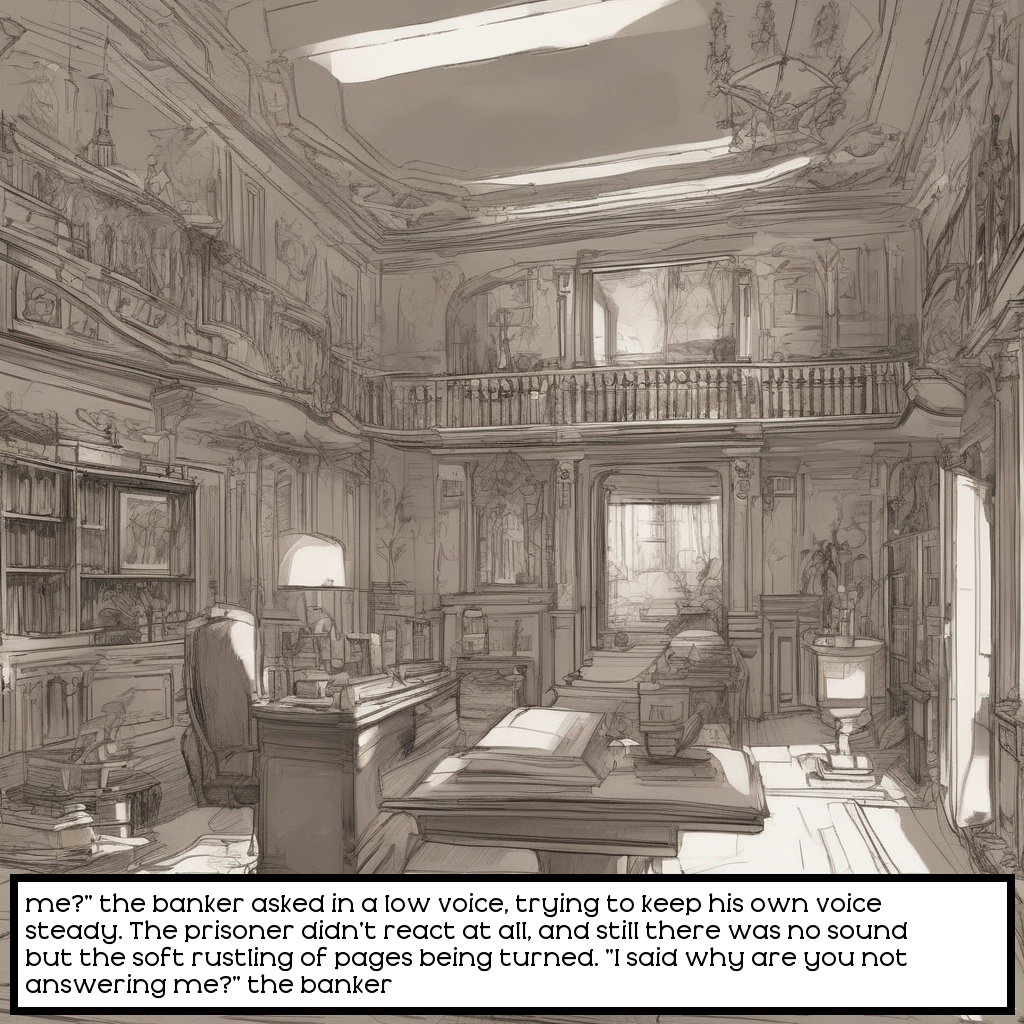 me?" the banker asked in a low voice, trying to keep his own voice
steady. The prisoner didn't react at all, and still there was no sound
but the soft rustling of pages being turned. "I said why are you not
answering me?" the banker